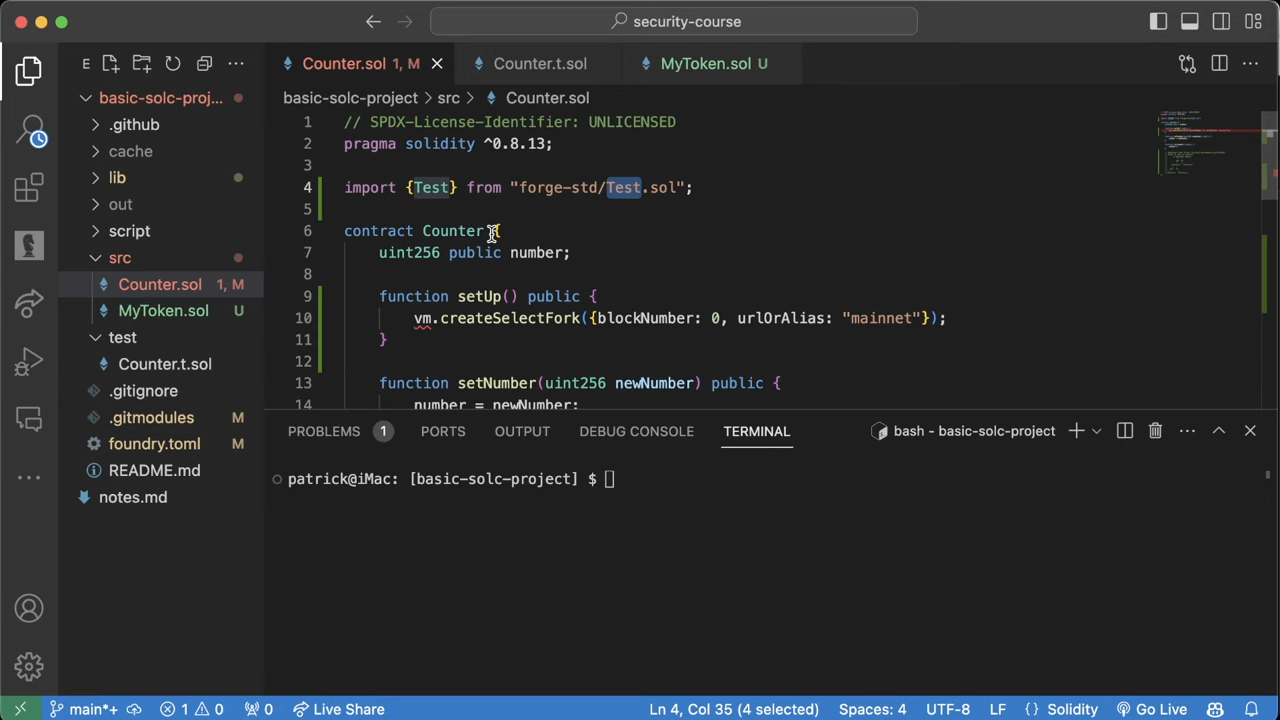 security-course
E
Counter.sol 1, M
Counter.t.sol
MyToken.sol U
basic-solc-proj...
.github
cache
lib
out
script
src
Counter.sol 1, M
MyToken.sol U
test
Counter.t.sol
.gitignore
.gitmodules M
foundry.toml M
README.md
notes.md
basic-solc-project > src > Counter.sol
1 // SPDX-License-Identifier: UNLICENSED
2 pragma solidity ^0.8.13;
3
4 import {Test} from "forge-std/Test.sol";
5
6 contract Counter {
7 uint256 public number;
8
9 function setUp() public {
10 vm.createSelectFork({blockNumber: 0, urlOrAlias: "mainnet"});
11 }
12
13 function setNumber(uint256 newNumber) public {
14 number = newNumber;
PROBLEMS 1 PORTS OUTPUT DEBUG CONSOLE TERMINAL bash - basic-solc-project
patrick@iMac: [basic-solc-project] $
main*+ 1 0 0 Live Share Ln 4, Col 35 (4 selected) Spaces: 4 UTF-8 LF {} Solidity Go Live